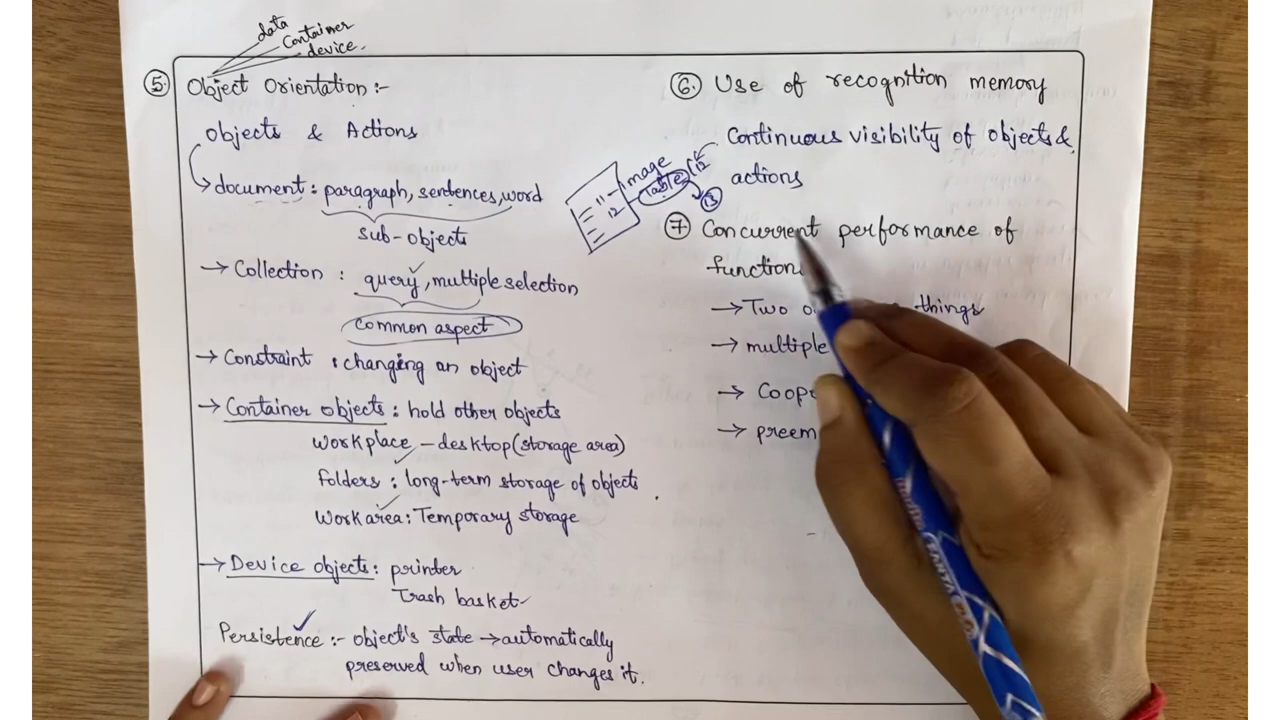 data
Container
device.
⑤ Object Orientation :-
Objects & Actions
→ document : paragraph, sentences, word
sub-objects
→ Collection : query, multiple selection
Common aspect
→ Constraint : changing an object
→ Container objects : hold other objects
Workplace - desktop (storage area)
Folders : long-term storage of objects
Work area : Temporary storage
→ Device objects : printer
Trash basket
Persistence :- object's state → automatically
preserved when user changes it.
image
Table
12
12
13
⑥ Use of recognition memory
Continuous visibility of objects &
actions
⑦ Concurrent performance of
function
→ Two things
→ multiple
→
→